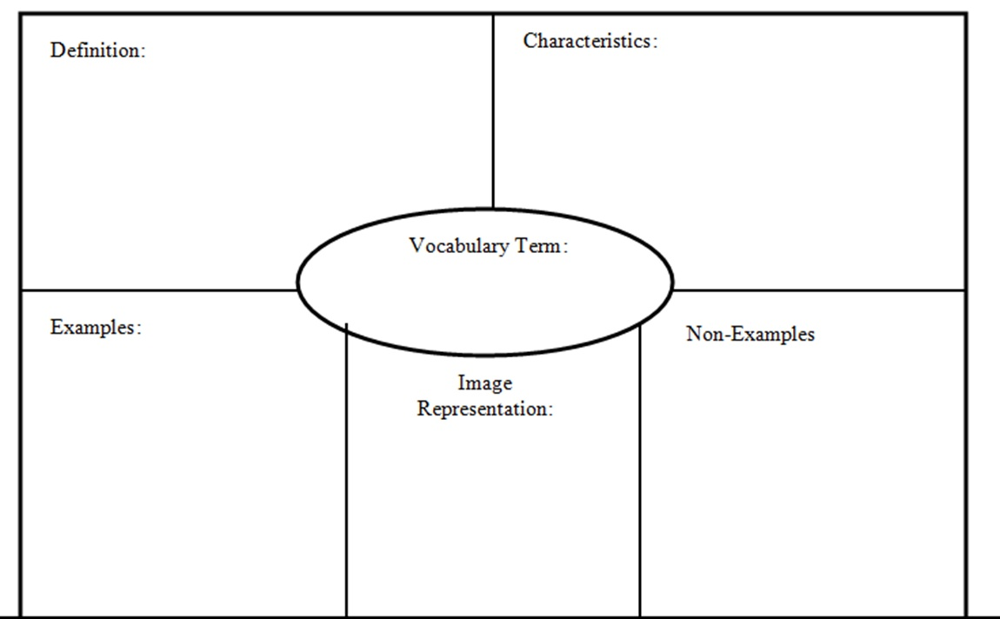 Definition:
Characteristics:
Vocabulary Term:
Examples:
Image
Representation:
Non-Examples